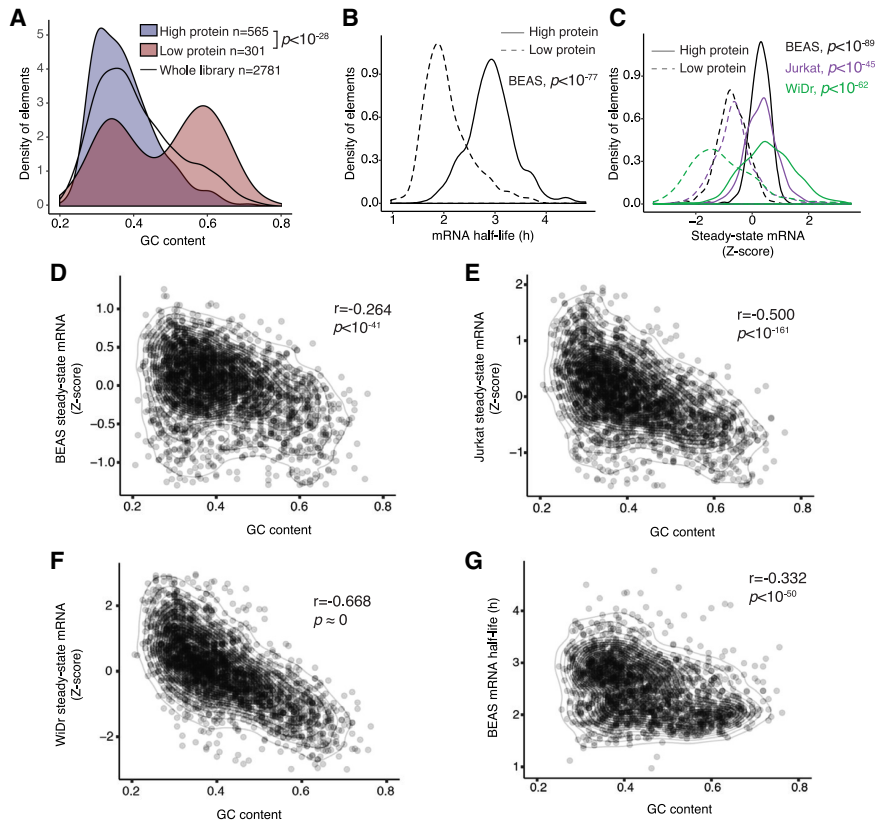 A
High protein n=565
Low protein n=301
p<10⁻²⁸
Whole library n=2781
Density of elements
5
4
3
2
1
0
0.2 0.4 0.6 0.8
GC content
B
High protein
Low protein
BEAS, p<10⁻⁷⁷
Density of elements
0.9
0.6
0.3
0.0
1 2 3 4
mRNA half-life (h)
C
High protein
Low protein
BEAS, p<10⁻⁸⁹
Jurkat, p<10⁻⁴⁵
WiDr, p<10⁻⁶²
Density of elements
1.2
0.9
0.6
0.3
0.0
−2 0 2
Steady-state mRNA
(Z-score)
D
r=-0.264
p<10⁻⁴¹
BEAS steady-state mRNA
(Z-score)
1.0
0.5
0.0
−0.5
−1.0
0.2 0.4 0.6 0.8
GC content
E
r=-0.500
p<10⁻¹⁶¹
Jurkat steady-state mRNA
(Z-score)
2
1
0
−1
0.2 0.4 0.6 0.8
GC content
F
r=-0.668
p ≈ 0
WiDr steady-state mRNA
(Z-score)
2
0
−2
0.2 0.4 0.6 0.8
GC content
G
r=-0.332
p<10⁻⁵⁰
BEAS mRNA half-life (h)
4
3
2
1
0.2 0.4 0.6 0.8
GC content